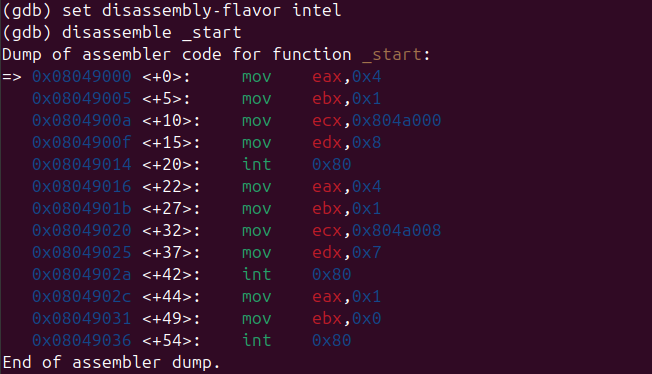 (gdb) set disassembly-flavor intel
(gdb) disassemble _start
Dump of assembler code for function _start:
=> 0x08049000 <+0>:     mov    eax,0x4
   0x08049005 <+5>:     mov    ebx,0x1
   0x0804900a <+10>:    mov    ecx,0x804a000
   0x0804900f <+15>:    mov    edx,0x8
   0x08049014 <+20>:    int    0x80
   0x08049016 <+22>:    mov    eax,0x4
   0x0804901b <+27>:    mov    ebx,0x1
   0x08049020 <+32>:    mov    ecx,0x804a008
   0x08049025 <+37>:    mov    edx,0x7
   0x0804902a <+42>:    int    0x80
   0x0804902c <+44>:    mov    eax,0x1
   0x08049031 <+49>:    mov    ebx,0x0
   0x08049036 <+54>:    int    0x80
End of assembler dump.